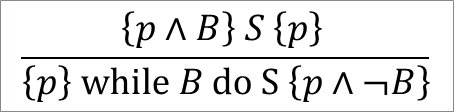 {p ∧ B} S {p}
{p} while B do S {p ∧ ¬B}